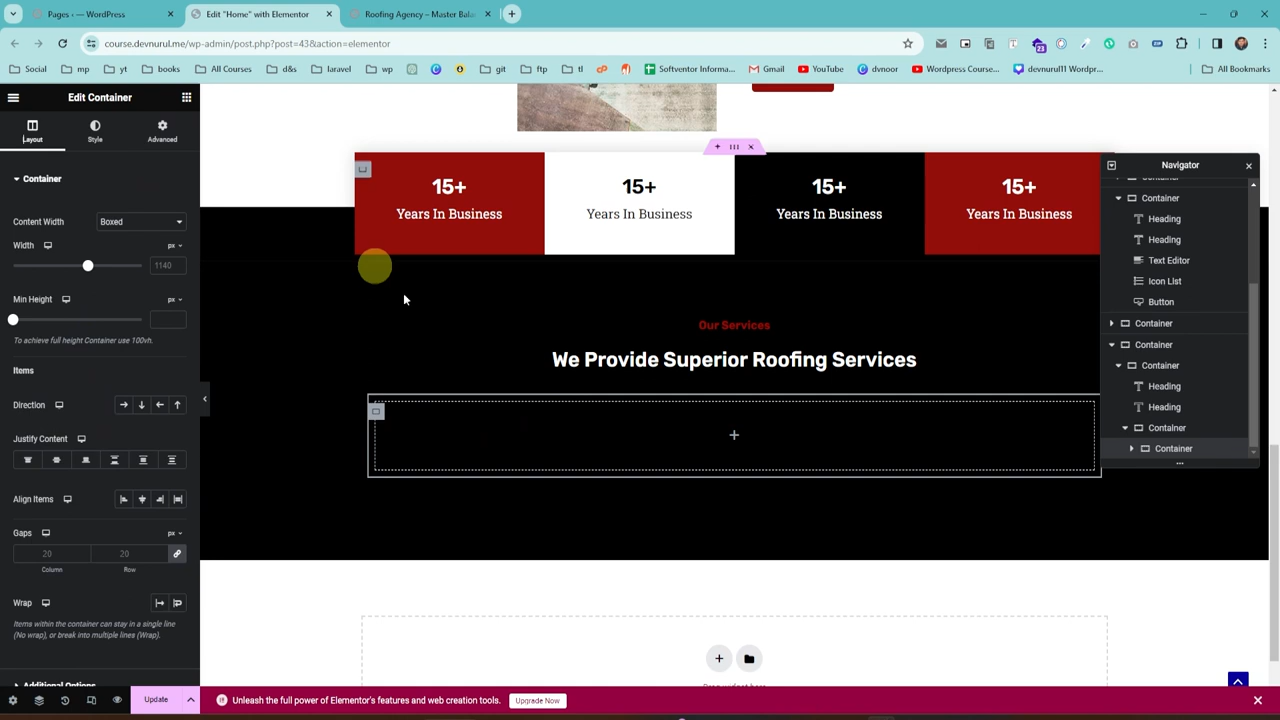 Pages ‹ — WordPress
Edit "Home" with Elementor
Roofing Agency – Master Bala
course.devnurul.me/wp-admin/post.php?post=43&action=elementor
23
Social
mp
yt
books
All Courses
d&s
laravel
wp
git
ftp
tl
Softventor Informa...
Gmail
YouTube
dvnoor
Wordpress Course...
devnurul11 Wordpr...
All Bookmarks
Edit Container
Layout
Style
Advanced
Container
Content Width
Boxed
Width
px
1140
Min Height
px
To achieve full height Container use 100vh.
Items
Direction
Justify Content
Align Items
Gaps
px
20
20
Column
Row
Wrap
Items within the container can stay in a single line
(No wrap), or break into multiple lines (Wrap).
Additional Options
Update
15+
Years In Business
15+
Years In Business
15+
Years In Business
15+
Years In Business
Our Services
We Provide Superior Roofing Services
Drag widget here
Navigator
Container
Container
Heading
Heading
Text Editor
Icon List
Button
Container
Container
Container
Heading
Heading
Container
Container
Unleash the full power of Elementor's features and web creation tools.
Upgrade Now